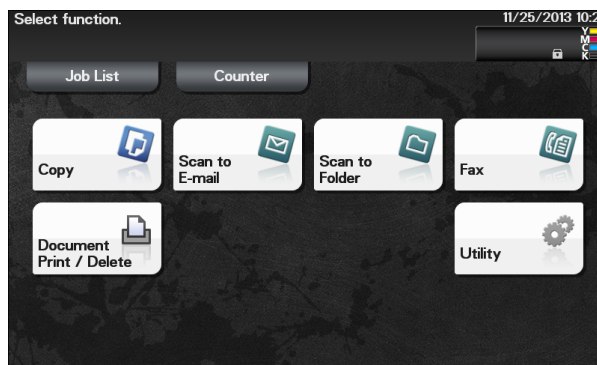 Select function.
11/25/2013 10:2
Y
M
C
K
Job List
Counter
Copy
Scan to
E-mail
Scan to
Folder
Fax
Document
Print / Delete
Utility